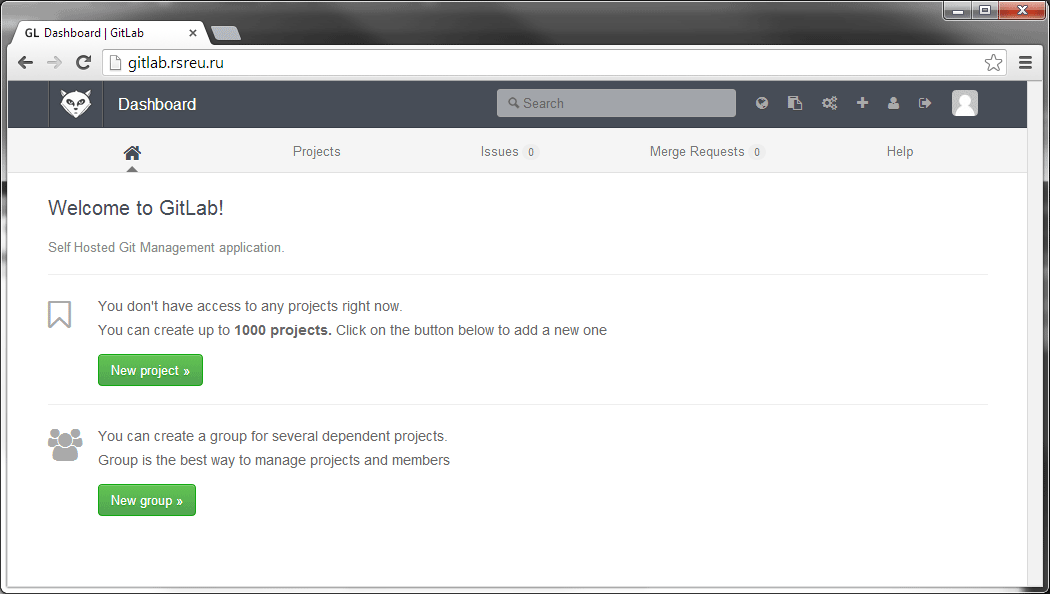 GL Dashboard | GitLab
gitlab.rsreu.ru
Dashboard
Search
Projects
Issues 0
Merge Requests 0
Help
Welcome to GitLab!
Self Hosted Git Management application.
You don't have access to any projects right now.
You can create up to 1000 projects. Click on the button below to add a new one
New project »
You can create a group for several dependent projects.
Group is the best way to manage projects and members
New group »